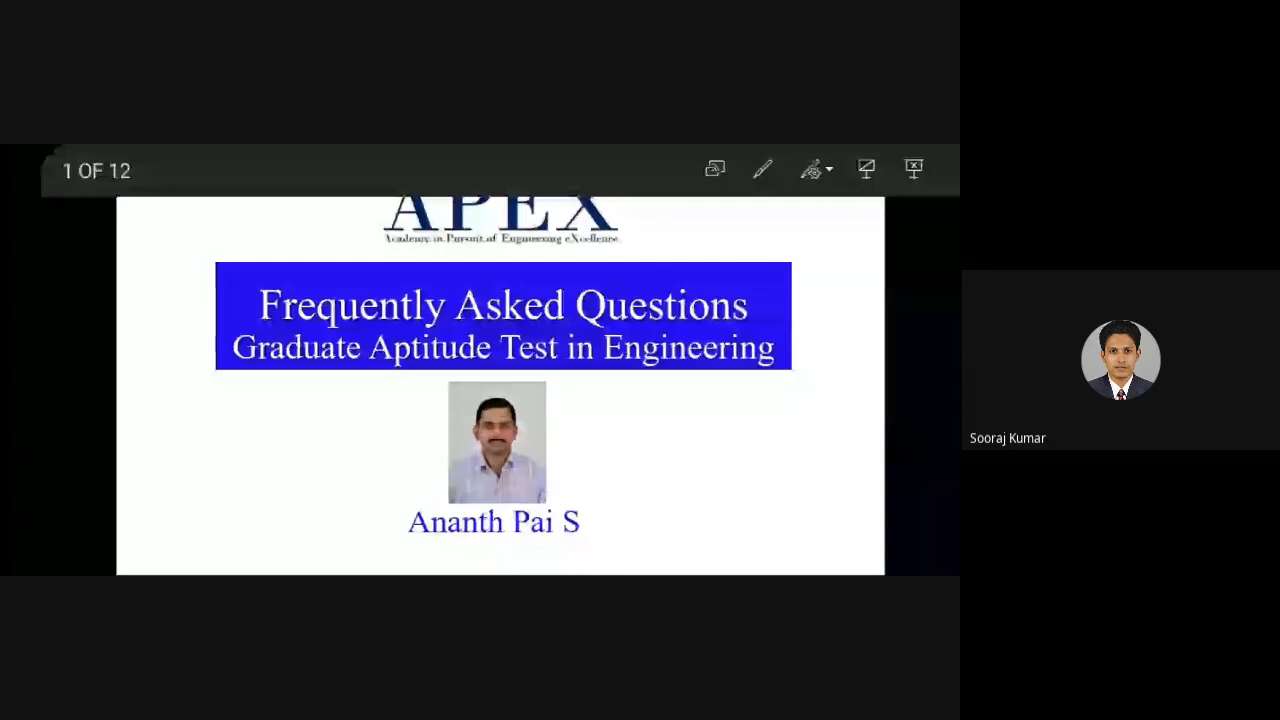 1 OF 12
APEX
Academy in Pursuit of Engineering eXcellence
Frequently Asked Questions
Graduate Aptitude Test in Engineering
Ananth Pai S
Sooraj Kumar